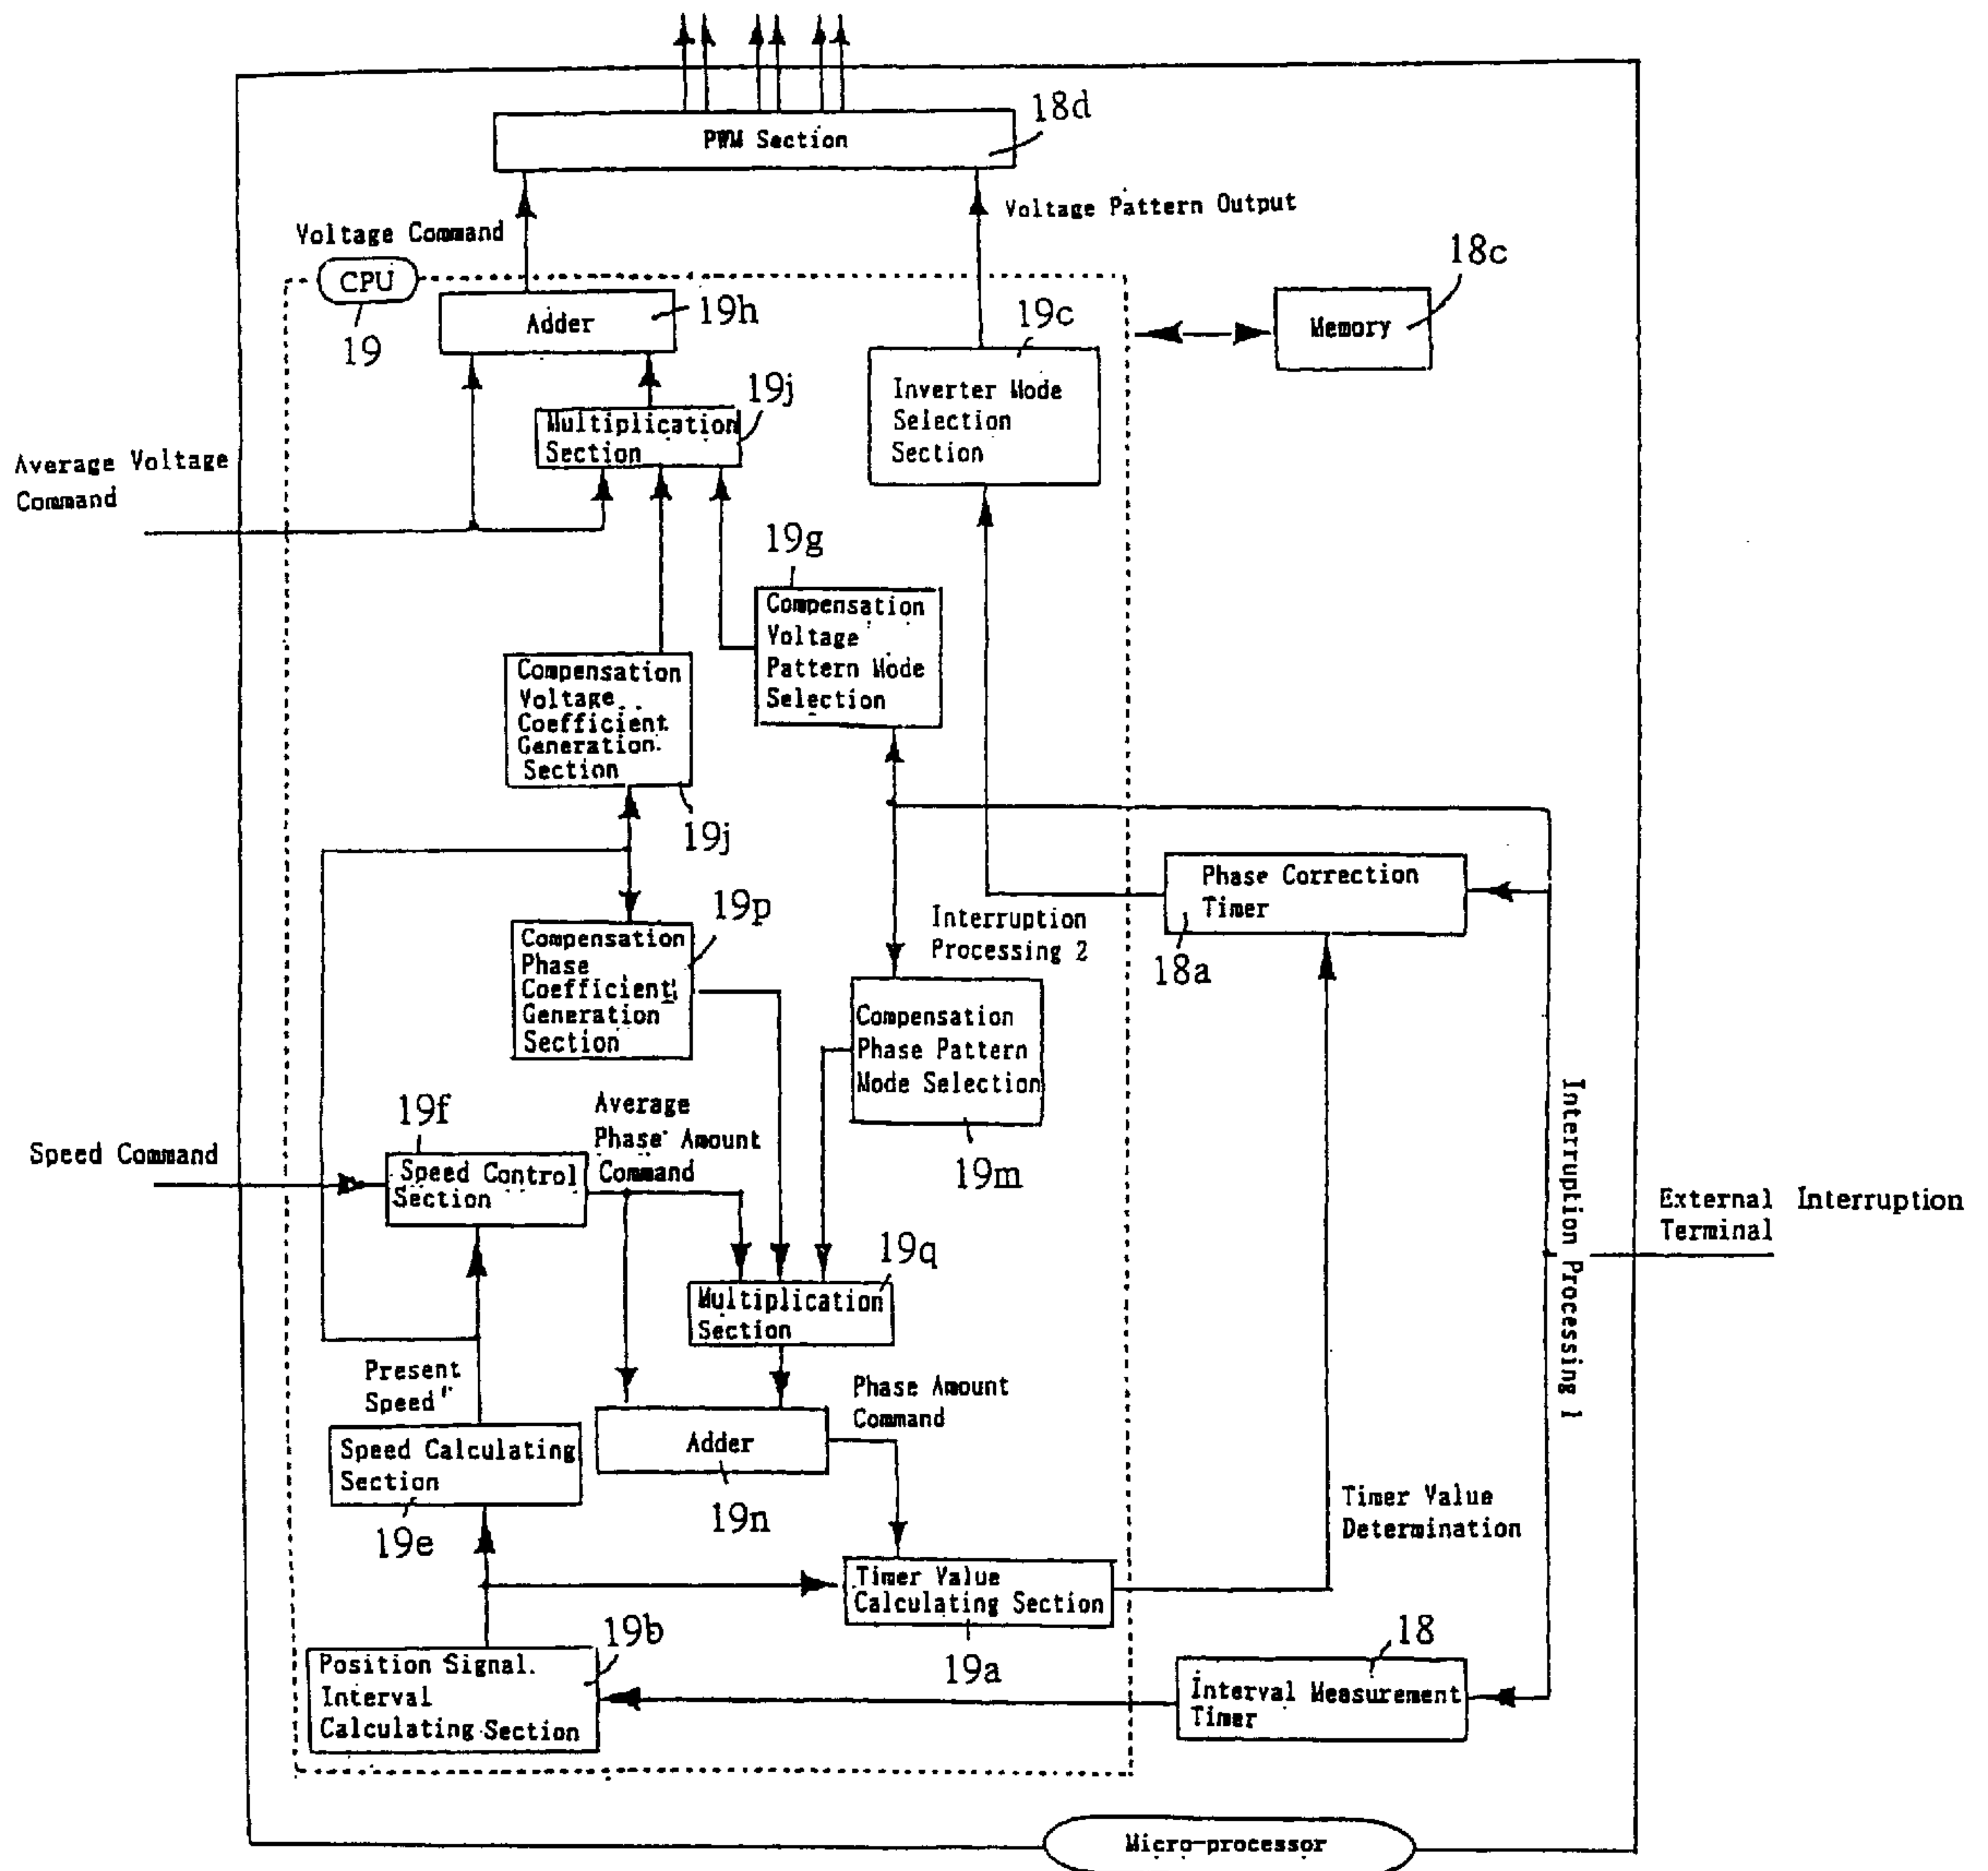 PWM Section
18d
Voltage Pattern Output
Voltage Command
CPU
19
Adder
19h
19c
18c
Memory
Inverter Mode
Selection
Section
19j
Multiplication
Section
Average Voltage
Command
19g
Compensation
Voltage
Pattern Mode
Selection
Compensation
Voltage
Coefficient
Generation
Section
19j
Phase Correction
Timer
18a
19p
Compensation
Phase
Coefficient
Generation
Section
Interruption
Processing 2
Compensation
Phase Pattern
Mode Selection
19m
19f
Average
Phase Amount
Command
Speed Command
Speed Control
Section
Interruption Processing 1
External Interruption
Terminal
19q
Multiplication
Section
Present
Speed
Phase Amount
Command
Speed Calculating
Section
19e
Adder
19n
Timer Value
Determination
Timer Value
Calculating Section
19a
19b
Position Signal.
Interval
Calculating Section
18
Interval Measurement
Timer
Micro-processor